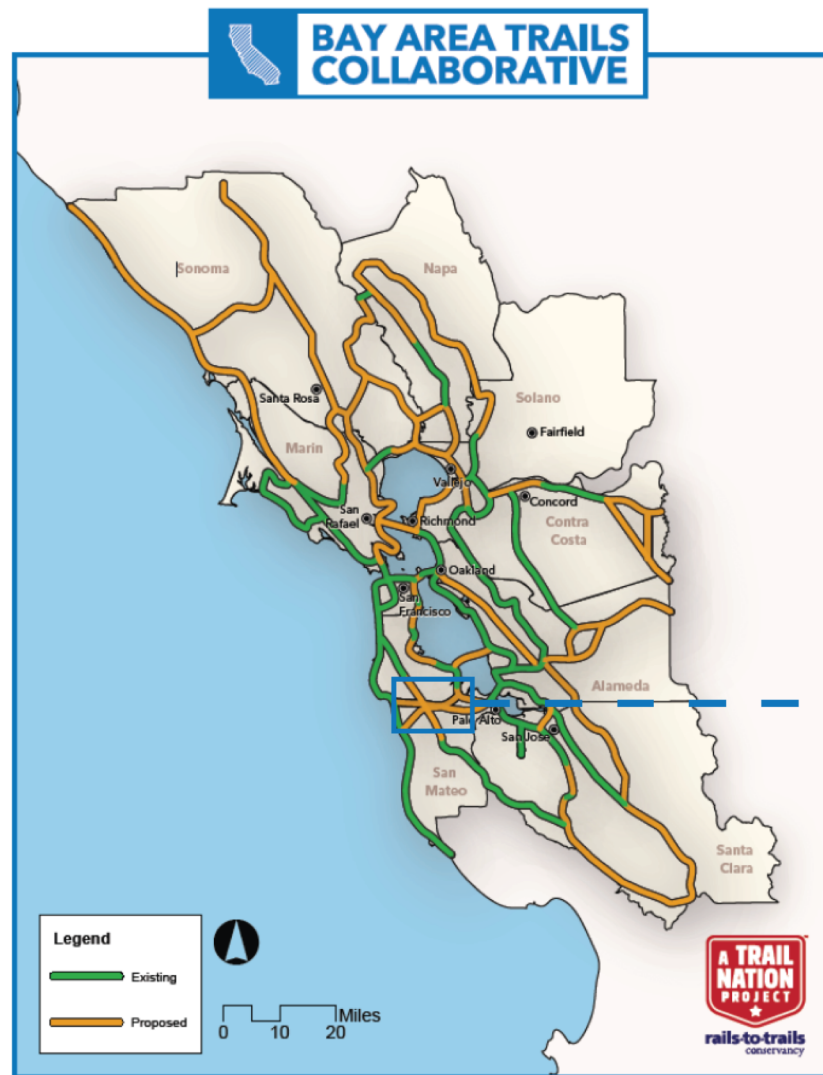 BAY AREA TRAILS
COLLABORATIVE
Sonoma
Napa
Solano
Santa Rosa
Fairfield
Marin
Vallejo
Concord
San
Rafael
Richmond
Contra
Costa
Oakland
San
Francisco
Alameda
Palo Alto
San Jose
San
Mateo
Santa
Clara
Legend
Existing
Proposed
Miles
0 10 20
A TRAIL
NATION
PROJECT
rails-to-trails
conservancy